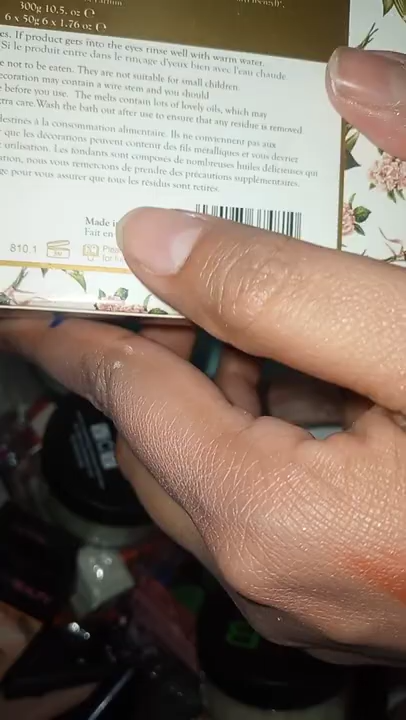 300g 10.5. oz ℮
6 x 50g 6 x 1.76 oz ℮
es. If product gets into the eyes rinse well with warm water.
Si le produit entre dans le rinçage d'yeux bien avec l'eau chaude
e not to be eaten. They are not suitable for small children
ecoration may contain a wire stem and you should
e before you use. The melts contain lots of lovely oils, which may
tra care. Wash the bath out after use to ensure that any residue is removed
destinés à la consommation alimentaire. Ils ne conviennent pas aux
que les décorations peuvent contenir des fils métalliques et vous devriez
utilisation. Les fondants sont composés de nombreuses huiles délicieuses qui
ation, nous vous remercions de prendre des précautions supplémentaires.
ge pour vous assurer que tous les résidus sont retirés.
Made i
Fait en
810.1